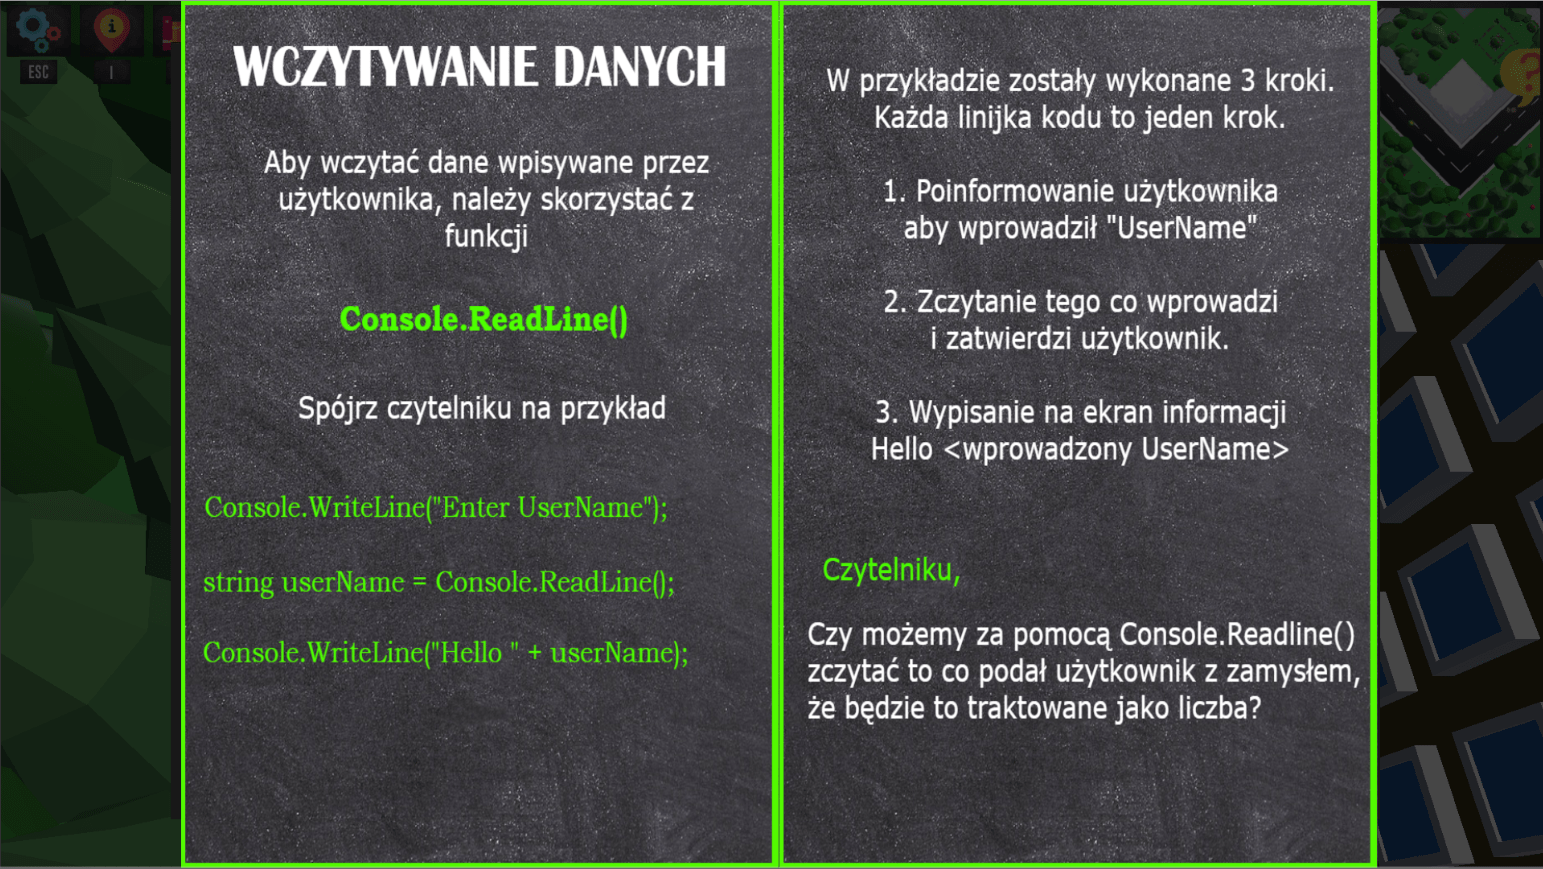 ESC
I
WCZYTYWANIE DANYCH
Aby wczytać dane wpisywane przez
użytkownika, należy skorzystać z
funkcji
Console.ReadLine()
Spójrz czytelniku na przykład
Console.WriteLine("Enter UserName");
string userName = Console.ReadLine();
Console.WriteLine("Hello " + userName);
W przykładzie zostały wykonane 3 kroki.
Każda linijka kodu to jeden krok.
1. Poinformowanie użytkownika
aby wprowadził "UserName"
2. Zczytanie tego co wprowadzi
i zatwierdzi użytkownik.
3. Wypisanie na ekran informacji
Hello <wprowadzony UserName>
Czytelniku,
Czy możemy za pomocą Console.Readline()
zczytać to co podał użytkownik z zamysłem,
że będzie to traktowane jako liczba?
?